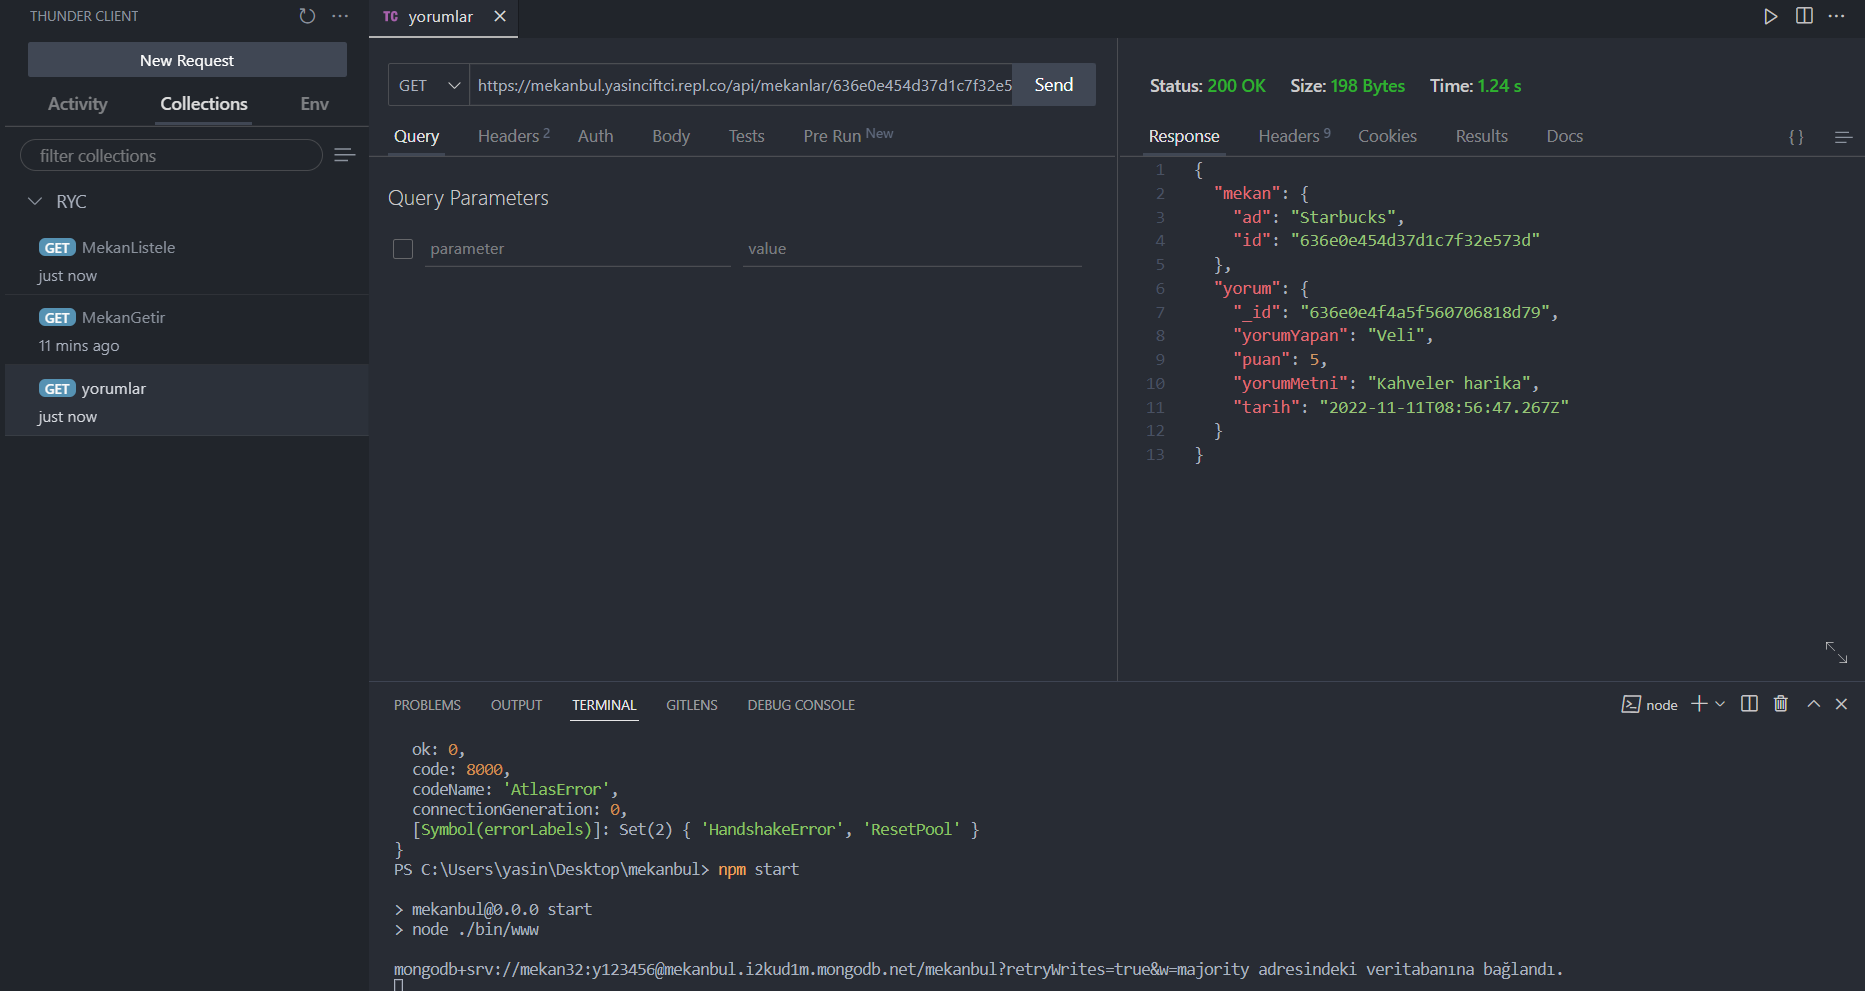 THUNDER CLIENT
New Request
Activity Collections Env
filter collections
RYC
GET MekanListele
just now
GET MekanGetir
11 mins ago
GET yorumlar
just now
TC yorumlar
GET https://mekanbul.yasinciftci.repl.co/api/mekanlar/636e0e454d37d1c7f32e5 Send
Query Headers 2 Auth Body Tests Pre Run New
Query Parameters
parameter value
Status: 200 OK Size: 198 Bytes Time: 1.24 s
Response Headers 9 Cookies Results Docs { }
1 {
2 "mekan": {
3 "ad": "Starbucks",
4 "id": "636e0e454d37d1c7f32e573d"
5 },
6 "yorum": {
7 "_id": "636e0e4f4a5f560706818d79",
8 "yorumYapan": "Veli",
9 "puan": 5,
10 "yorumMetni": "Kahveler harika",
11 "tarih": "2022-11-11T08:56:47.267Z"
12 }
13 }
PROBLEMS OUTPUT TERMINAL GITLENS DEBUG CONSOLE
node
ok: 0,
code: 8000,
codeName: 'AtlasError',
connectionGeneration: 0,
[Symbol(errorLabels)]: Set(2) { 'HandshakeError', 'ResetPool' }
}
PS C:\Users\yasin\Desktop\mekanbul> npm start
> mekanbul@0.0.0 start
> node ./bin/www
mongodb+srv://mekan32:y123456@mekanbul.i2kud1m.mongodb.net/mekanbul?retryWrites=true&w=majority adresindeki veritabanına bağlandı.